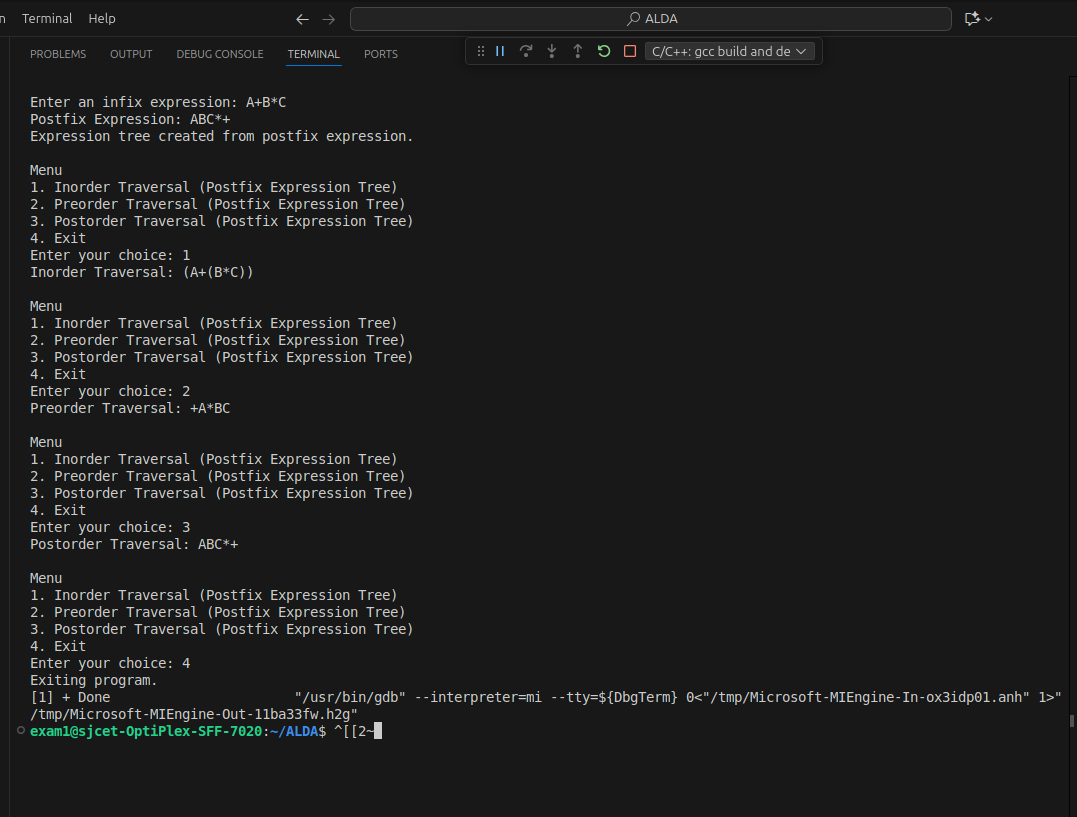 n Terminal Help ALDA
PROBLEMS OUTPUT DEBUG CONSOLE TERMINAL PORTS C/C++: gcc build and de
Enter an infix expression: A+B*C
Postfix Expression: ABC*+
Expression tree created from postfix expression.
Menu
1. Inorder Traversal (Postfix Expression Tree)
2. Preorder Traversal (Postfix Expression Tree)
3. Postorder Traversal (Postfix Expression Tree)
4. Exit
Enter your choice: 1
Inorder Traversal: (A+(B*C))
Menu
1. Inorder Traversal (Postfix Expression Tree)
2. Preorder Traversal (Postfix Expression Tree)
3. Postorder Traversal (Postfix Expression Tree)
4. Exit
Enter your choice: 2
Preorder Traversal: +A*BC
Menu
1. Inorder Traversal (Postfix Expression Tree)
2. Preorder Traversal (Postfix Expression Tree)
3. Postorder Traversal (Postfix Expression Tree)
4. Exit
Enter your choice: 3
Postorder Traversal: ABC*+
Menu
1. Inorder Traversal (Postfix Expression Tree)
2. Preorder Traversal (Postfix Expression Tree)
3. Postorder Traversal (Postfix Expression Tree)
4. Exit
Enter your choice: 4
Exiting program.
[1] + Done "/usr/bin/gdb" --interpreter=mi --tty=${DbgTerm} 0<"/tmp/Microsoft-MIEngine-In-ox3idp01.anh" 1>"
/tmp/Microsoft-MIEngine-Out-11ba33fw.h2g"
exam1@sjcet-OptiPlex-SFF-7020:~/ALDA$ ^[[2~